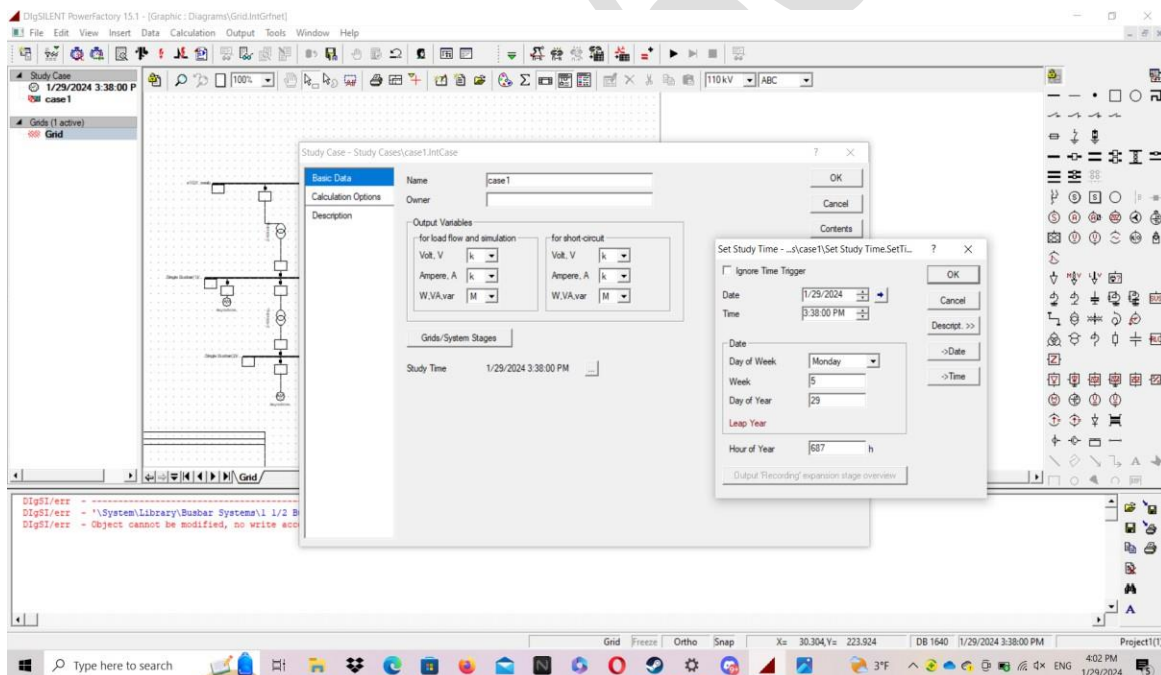 DIgSILENT PowerFactory 15.1 - [Graphic : Diagrams\Grid.IntGrfnet]
File Edit View Insert Data Calculation Output Tools Window Help
100% 110 kV ABC
Study Case
1/29/2024 3:38:00 P
case1
Grids (1 active)
Grid
Study Case - Study Cases\case1.IntCase ? ×
Basic Data
Calculation Options
Description
Name case1
Owner
OK
Cancel
Contents
Output Variables
for load flow and simulation
Volt, V k
Ampere, A k
W,VA,var M
for short-circuit
Volt, V k
Ampere, A k
W,VA,var M
Grids/System Stages
Study Time 1/29/2024 3:38:00 PM ...
Set Study Time - ...s\case1\Set Study Time.SetTi... ? ×
Ignore Time Trigger
Date 1/29/2024
Time 3:38:00 PM
OK
Cancel
Descript. >>
->Date
->Time
Date
Day of Week Monday
Week 5
Day of Year 29
Leap Year
Hour of Year 687 h
Output 'Recording' expansion stage overview
Grid
DIgSI/err - --------------------------------
DIgSI/err - '\System\Library\Busbar Systems\1 1/2 B
DIgSI/err - Object cannot be modified, no write acc
Grid Freeze Ortho Snap X= 30.304,Y= 223.924 DB 1640 1/29/2024 3:38:00 PM Project1(1)
Type here to search
3°F ENG 4:02 PM
1/29/2024